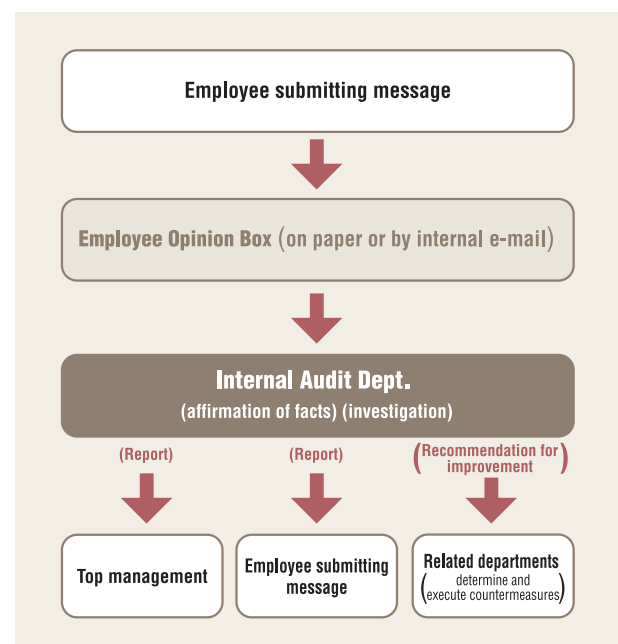 Employee submitting message
Employee Opinion Box (on paper or by internal e-mail)
Internal Audit Dept.
(affirmation of facts) (investigation)
(Report)
(Report)
(Recommendation for
improvement)
Top management
Employee submitting
message
Related departments
(determine and
execute countermeasures)